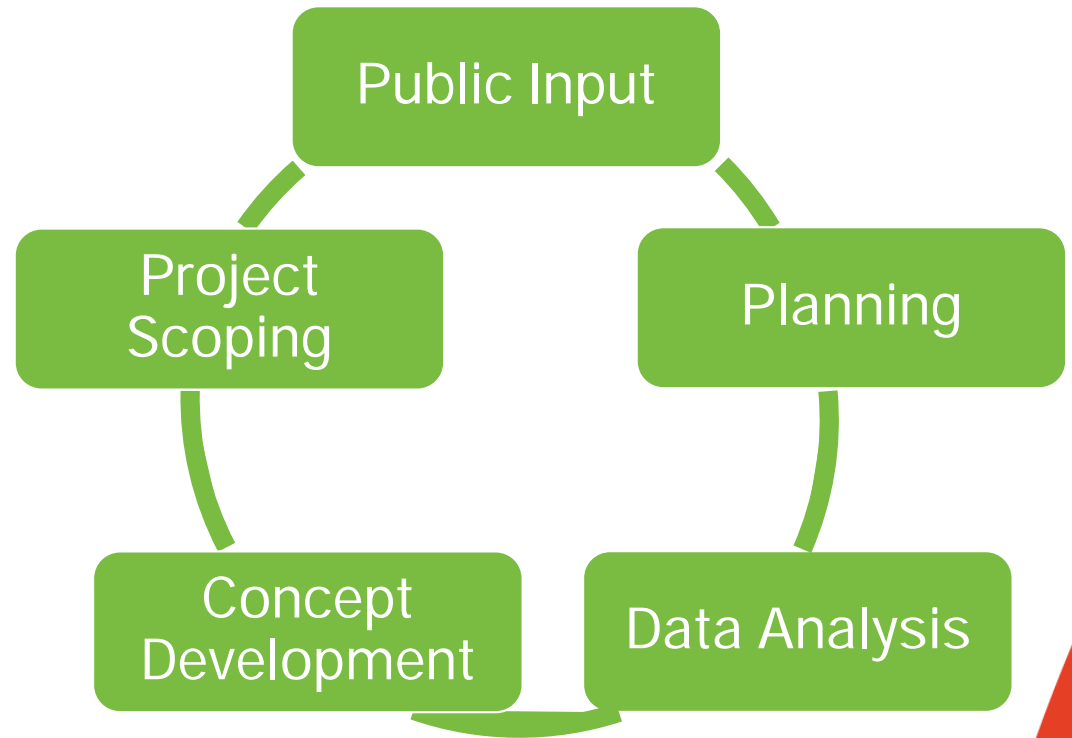 Public Input
Planning
Data Analysis
Concept
Development
Project
Scoping